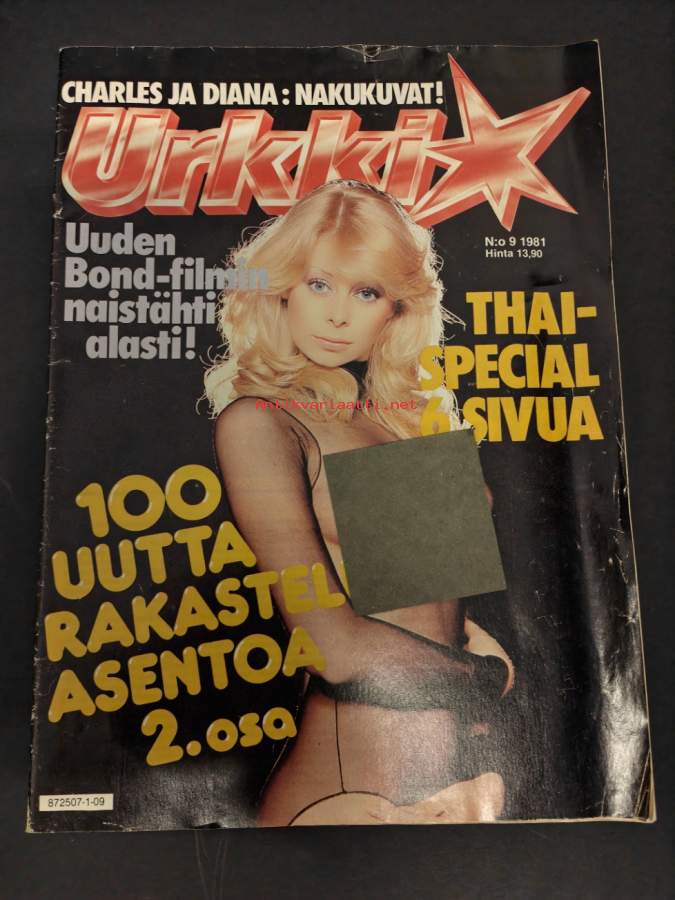 CHARLES JA DIANA: NAKUKUVAT!
Urkki
N:o 9 1981
Hinta 13,90
Uuden
Bond-filmin
naistähti
alasti!
THAI-
SPECIAL
6 SIVUA
Antikvariaatti.net
100
UUTTA
RAKASTEL
ASENTOA
2. osa
872507-1-09